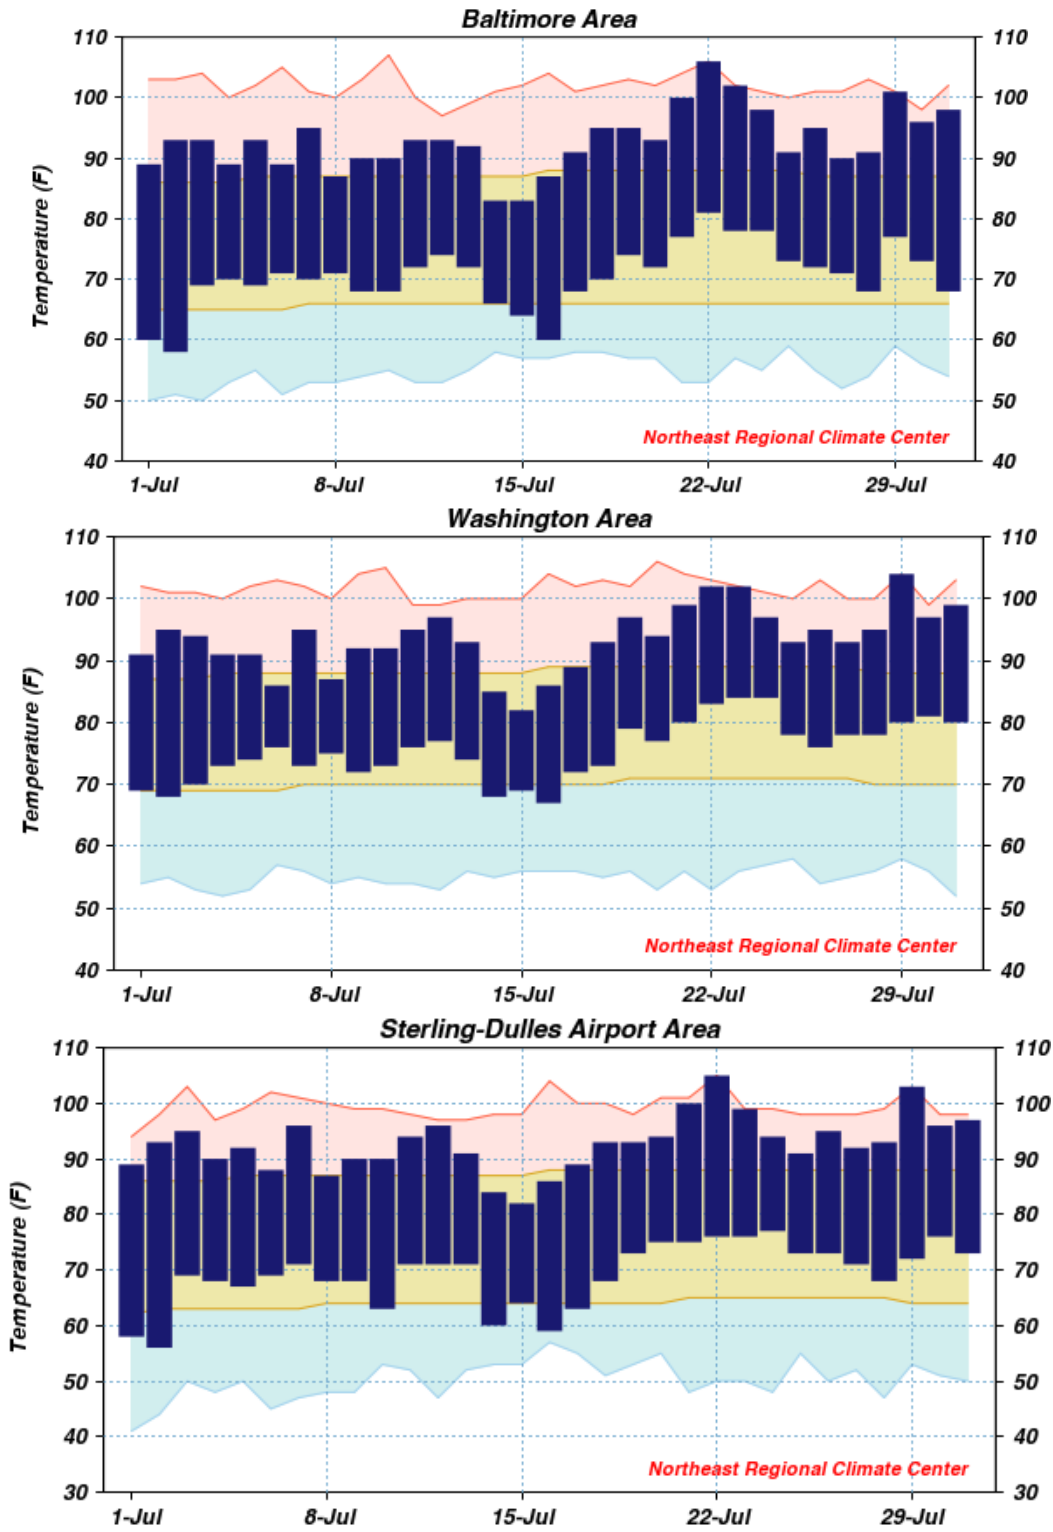 Baltimore Area
110 110
100 100
90 90
80 80
70 70
60 60
50 50
40 40
Temperature (F)
Northeast Regional Climate Center
1-Jul 8-Jul 15-Jul 22-Jul 29-Jul
Washington Area
110 110
100 100
90 90
80 80
70 70
60 60
50 50
40 40
Temperature (F)
Northeast Regional Climate Center
1-Jul 8-Jul 15-Jul 22-Jul 29-Jul
Sterling-Dulles Airport Area
110 110
100 100
90 90
80 80
70 70
60 60
50 50
40 40
30 30
Temperature (F)
Northeast Regional Climate Center
1-Jul 8-Jul 15-Jul 22-Jul 29-Jul